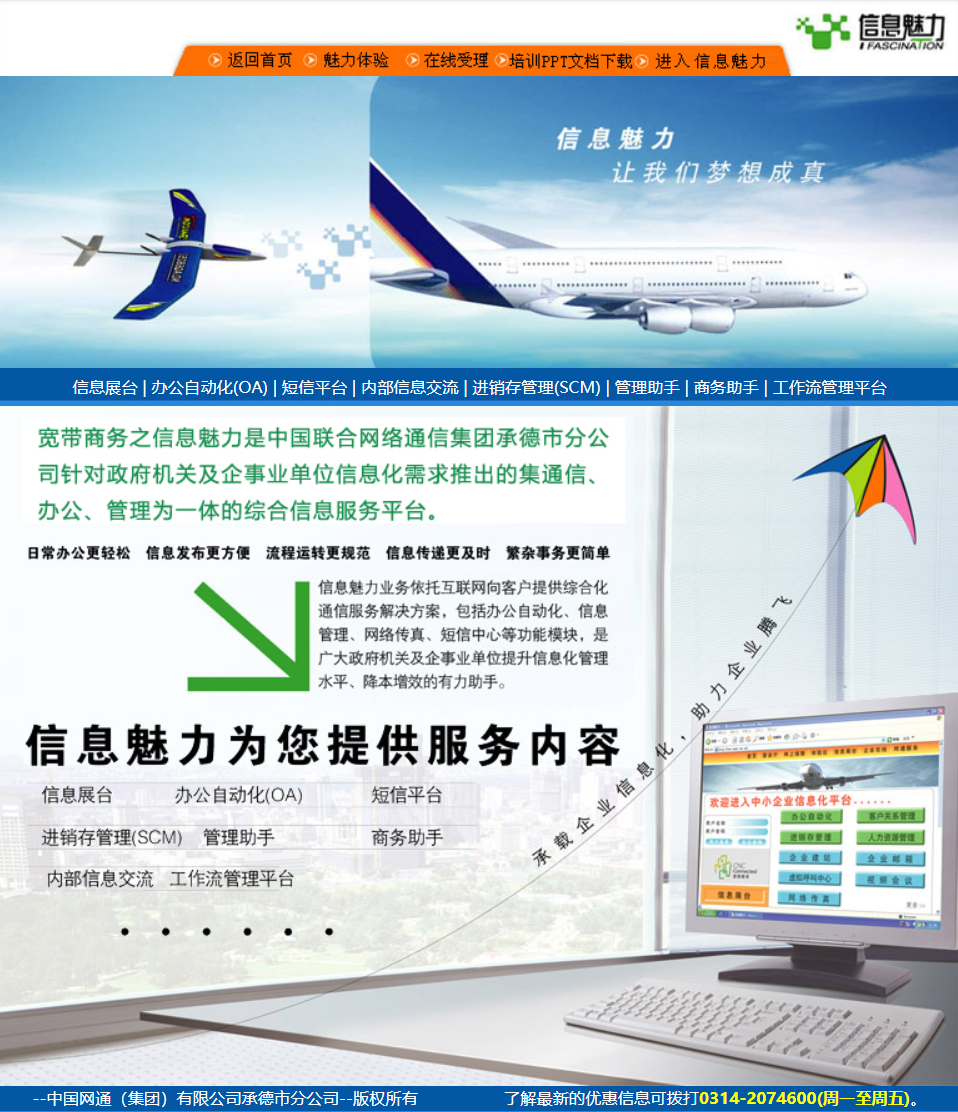 信息魅力
I FASCINATION
返回首页 魅力体验 在线受理 培训PPT文档下载 进入信息魅力
信息魅力
让我们梦想成真
信息展台 | 办公自动化(OA) | 短信平台 | 内部信息交流 | 进销存管理(SCM) | 管理助手 | 商务助手 | 工作流管理平台
宽带商务之信息魅力是中国联合网络通信集团承德市分公
司针对政府机关及企事业单位信息化需求推出的集通信、
办公、管理为一体的综合信息服务平台。
日常办公更轻松 信息发布更方便 流程运转更规范 信息传递更及时 繁杂事务更简单
信息魅力业务依托互联网向客户提供综合化
通信服务解决方案，包括办公自动化、信息
管理、网络传真、短信中心等功能模块，是
广大政府机关及企事业单位提升信息化管理
水平、降本增效的有力助手。
信息魅力为您提供服务内容
信息展台 办公自动化(OA) 短信平台
进销存管理(SCM) 管理助手 商务助手
内部信息交流 工作流管理平台
• • • • • •
承载企业信息化，助力企业腾飞
欢迎进入中小企业信息化平台......
办公自动化 客户关系管理
进销存管理 人力资源管理
企业建站 企业邮箱
虚拟呼叫中心 视频会议
网络传真
CNC
Connected
信息展台
更多
--中国网通（集团）有限公司承德市分公司--版权所有 了解最新的优惠信息可拨打0314-2074600(周一至周五)。